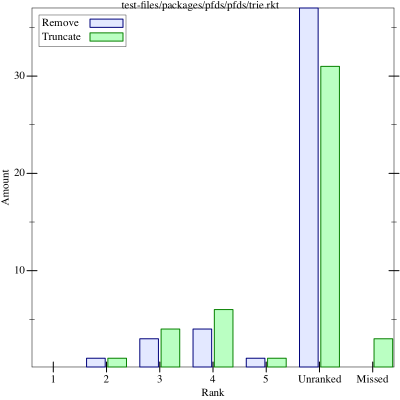 test-files/packages/pfds/pfds/trie.rkt
Remove
Truncate
30
20
10
Amount
1 2 3 4 5 Unranked Missed
Rank